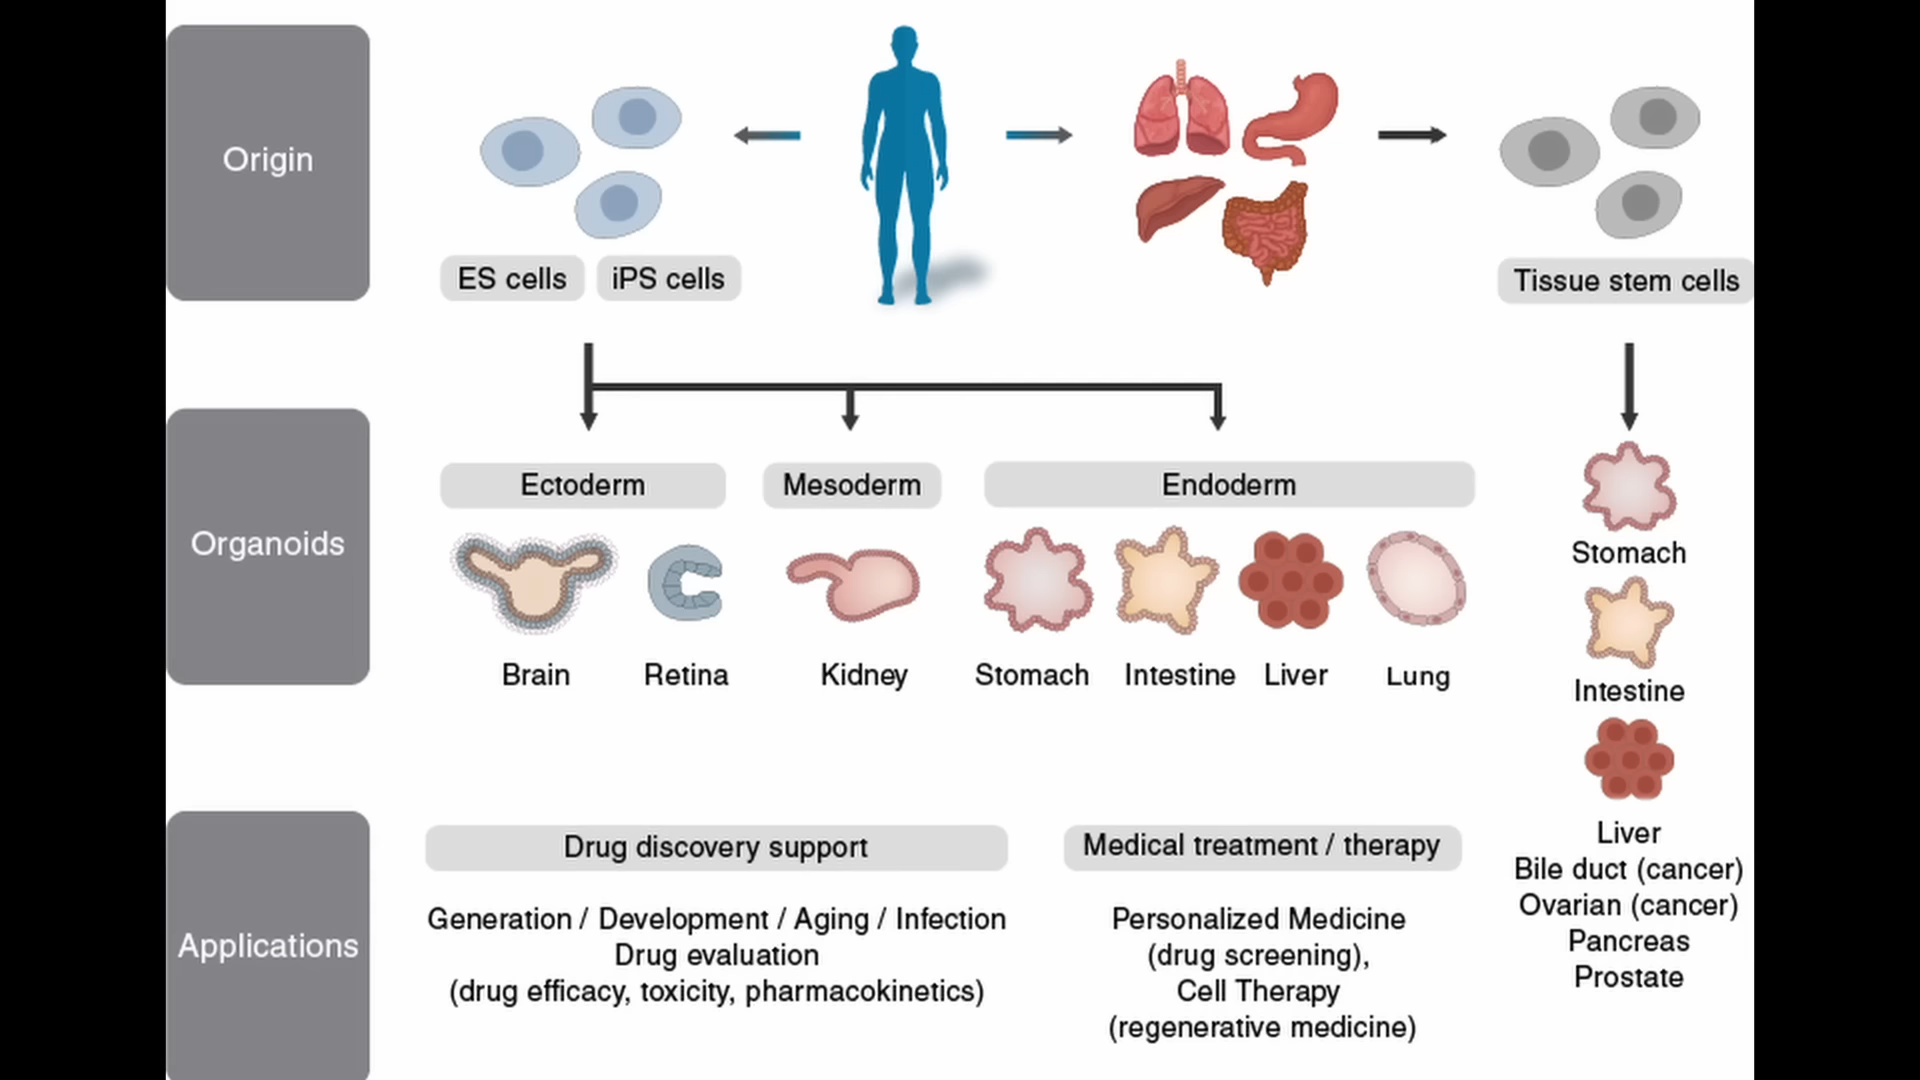 Origin
ES cells
iPS cells
Tissue stem cells
Organoids
Ectoderm
Mesoderm
Endoderm
Brain
Retina
Kidney
Stomach
Intestine
Liver
Lung
Stomach
Intestine
Liver
Bile duct (cancer)
Ovarian (cancer)
Pancreas
Prostate
Applications
Drug discovery support
Generation / Development / Aging / Infection
Drug evaluation
(drug efficacy, toxicity, pharmacokinetics)
Medical treatment / therapy
Personalized Medicine
(drug screening),
Cell Therapy
(regenerative medicine)